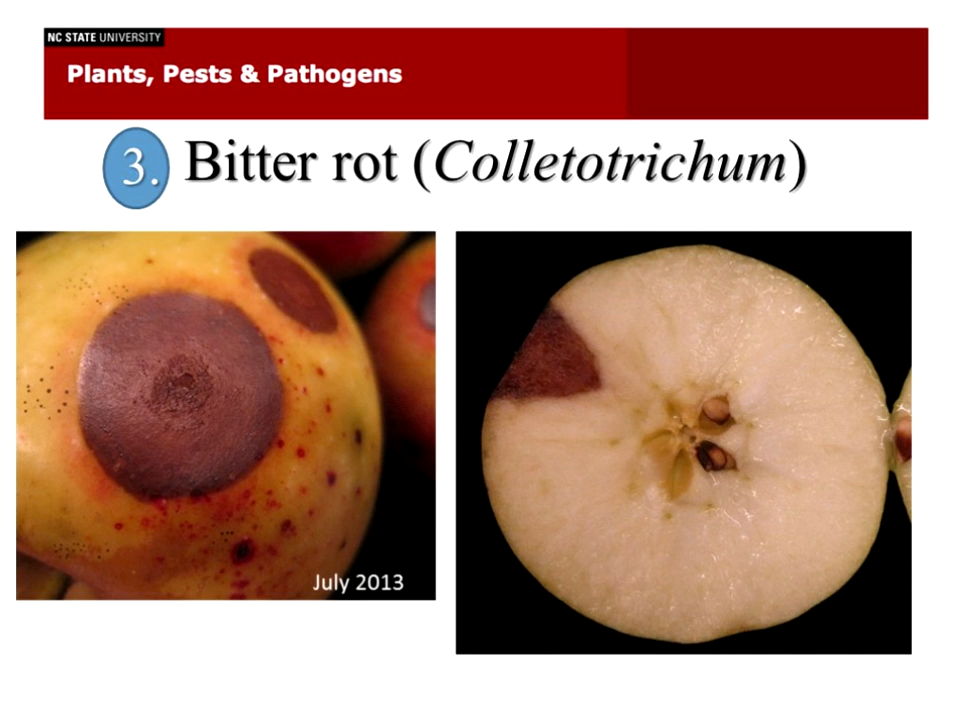 NC STATE UNIVERSITY
Plants, Pests & Pathogens
3. Bitter rot (Colletotrichum)
July 2013